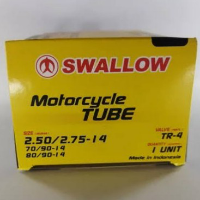 SWALLOW
Motorcycle
TUBE
SIZE
2.50/2.75-14
70/90-14
80/90-14
VALVE
TR-4
QUANTITY
1 UNIT
Made in Indonesia